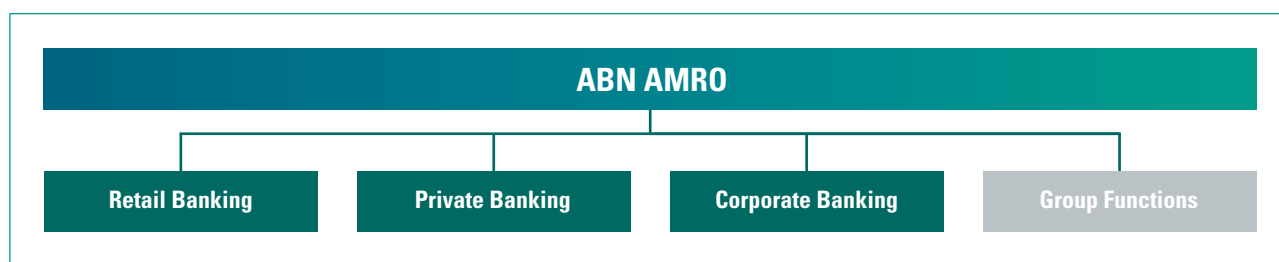 ABN AMRO
Retail Banking
Private Banking
Corporate Banking
Group Functions